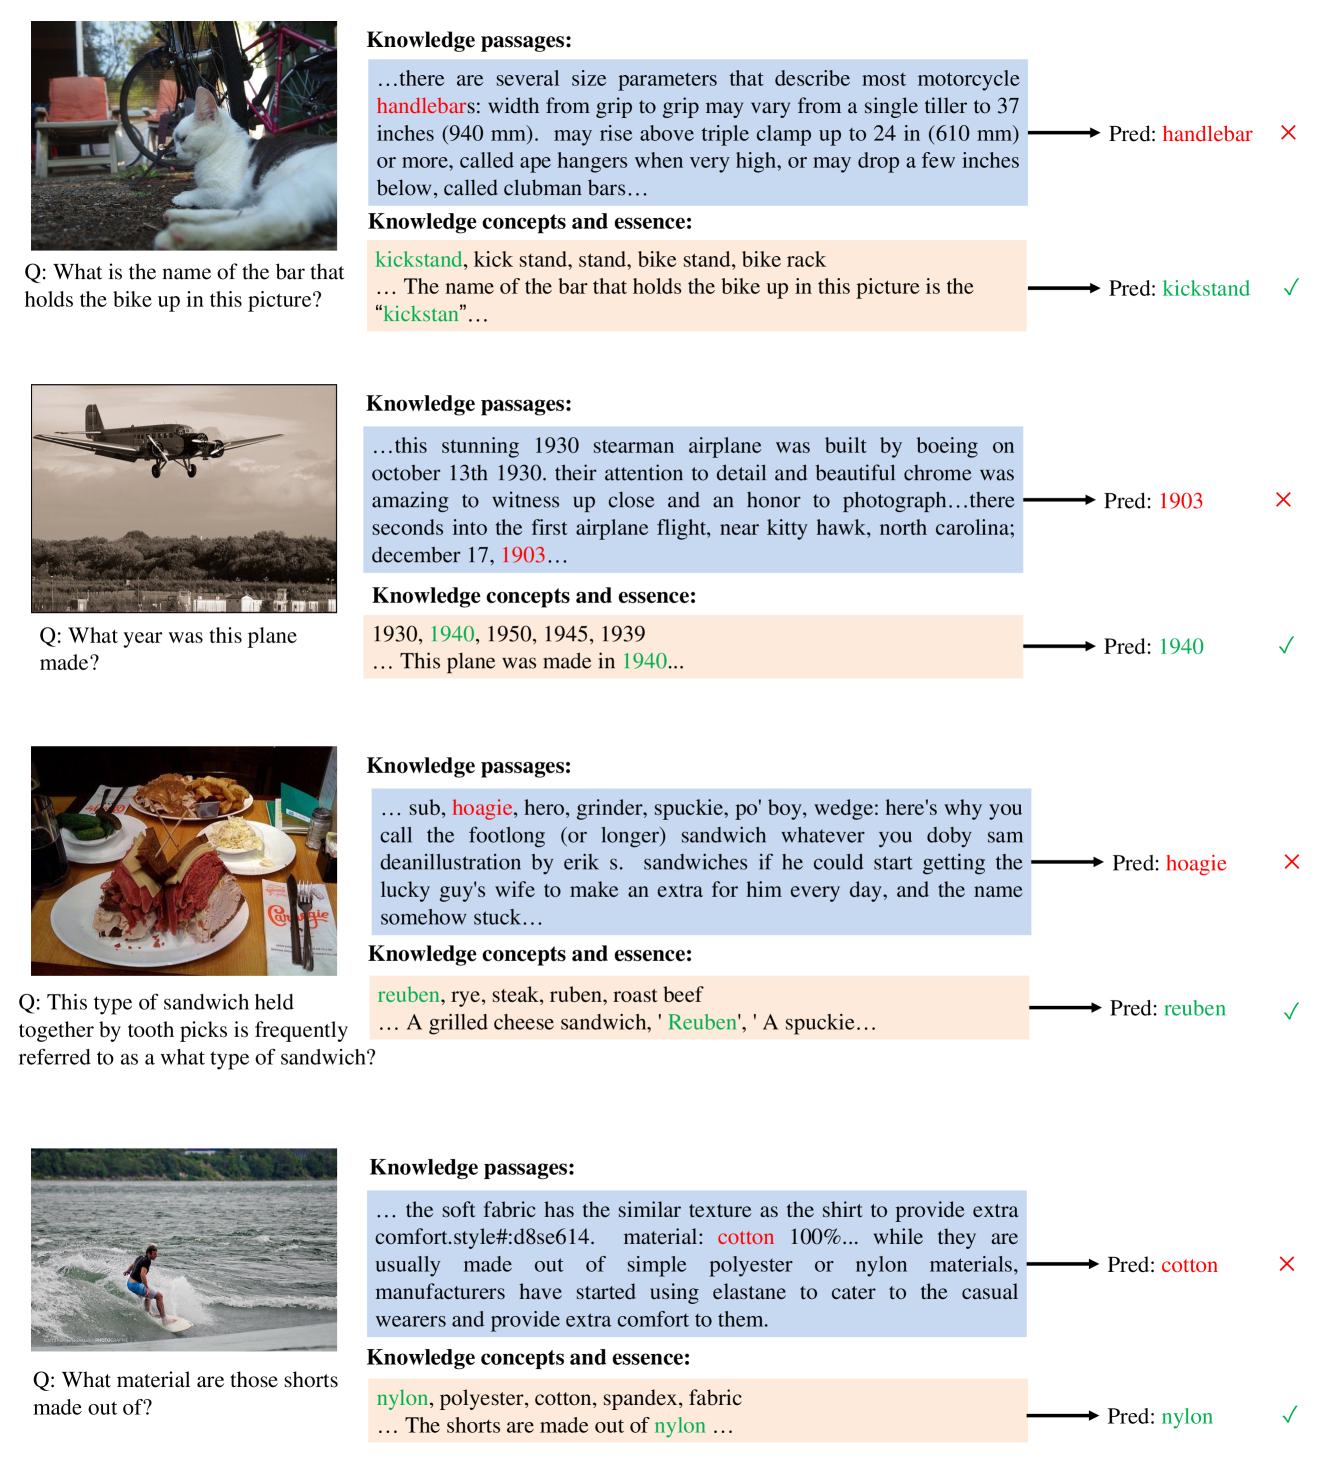 Knowledge passages:
…there are several size parameters that describe most motorcycle
handlebars: width from grip to grip may vary from a single tiller to 37
inches (940 mm). may rise above triple clamp up to 24 in (610 mm)
or more, called ape hangers when very high, or may drop a few inches
below, called clubman bars…
Pred: handlebar ×
Knowledge concepts and essence:
kickstand, kick stand, stand, bike stand, bike rack
… The name of the bar that holds the bike up in this picture is the
“kickstan”…
Pred: kickstand ✓
Q: What is the name of the bar that
holds the bike up in this picture?
Knowledge passages:
…this stunning 1930 stearman airplane was built by boeing on
october 13th 1930. their attention to detail and beautiful chrome was
amazing to witness up close and an honor to photograph…there
seconds into the first airplane flight, near kitty hawk, north carolina;
december 17, 1903…
Pred: 1903 ×
Knowledge concepts and essence:
1930, 1940, 1950, 1945, 1939
… This plane was made in 1940...
Pred: 1940 ✓
Q: What year was this plane
made?
Knowledge passages:
… sub, hoagie, hero, grinder, spuckie, po' boy, wedge: here's why you
call the footlong (or longer) sandwich whatever you doby sam
deanillustration by erik s. sandwiches if he could start getting the
lucky guy's wife to make an extra for him every day, and the name
somehow stuck…
Pred: hoagie ×
Carnegie
Knowledge concepts and essence:
reuben, rye, steak, ruben, roast beef
… A grilled cheese sandwich, ' Reuben', ' A spuckie…
Pred: reuben ✓
Q: This type of sandwich held
together by tooth picks is frequently
referred to as a what type of sandwich?
Knowledge passages:
… the soft fabric has the similar texture as the shirt to provide extra
comfort.style#:d8se614. material: cotton 100%... while they are
usually made out of simple polyester or nylon materials,
manufacturers have started using elastane to cater to the casual
wearers and provide extra comfort to them.
Pred: cotton ×
Knowledge concepts and essence:
nylon, polyester, cotton, spandex, fabric
… The shorts are made out of nylon …
Pred: nylon ✓
Q: What material are those shorts
made out of?